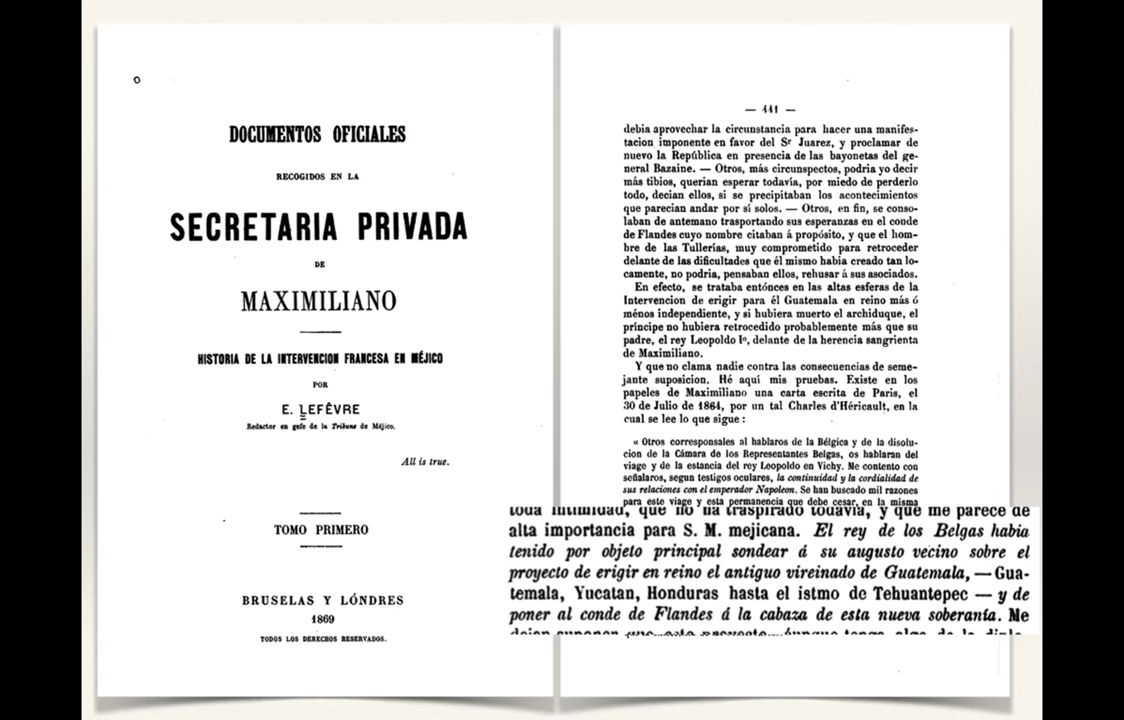 O
DOCUMENTOS OFICIALES
RECOGIDOS EN LA
SECRETARIA PRIVADA
DE
MAXIMILIANO
HISTORIA DE LA INTERVENCION FRANCESA EN MÉJICO
POR
E. LEFÊVRE
Redactor en gefe de la Tribune de Méjico.
All is true.
TOMO PRIMERO
BRUSELAS Y LÓNDRES
1869
TODOS LOS DERECHOS RESERVADOS.
— 441 —
debia aprovechar la circunstancia para hacer una manifes-
tacion imponente en favor del Sr Juarez, y proclamar de
nuevo la República en presencia de las bayonetas del ge-
neral Bazaine. — Otros, más circunspectos, podria yo decir
más tibios, querian esperar todavía, por miedo de perderlo
todo, decian ellos, si se precipitaban los acontecimientos
que parecian andar por sí solos. — Otros, en fin, se conso-
laban de antemano trasportando sus esperanzas en el conde
de Flandes cuyo nombre citaban á propósito, y que el hom-
bre de las Tullerías, muy comprometido para retroceder
delante de las dificultades que él mismo habia creado tan lo-
camente, no podria, pensaban ellos, rehusar á sus asociados.
En efecto, se trataba entónces en las altas esferas de la
Intervencion de erigir para él Guatemala en reino más ó
ménos independiente, y si hubiera muerto el archiduque, el
príncipe no hubiera retrocedido probablemente más que su
padre, el rey Leopoldo Iº, delante de la herencia sangrienta
de Maximiliano.
Y que no clama nadie contra las consecuencias de seme-
jante suposicion. Hé aquí mis pruebas. Existe en los
papeles de Maximiliano una carta escrita de Paris, el
30 de Julio de 1864, por un tal Charles d'Héricault, en la
cual se lee lo que sigue :
« Otros corresponsales al hablaros de la Bélgica y de la disolu-
cion de la Cámara de los Representantes Belgas, os hablaran del
viage y de la estancia del rey Leopoldo en Vichy. Me contento con
señalaros, segun testigos oculares, la continuidad y la cordialidad de
sus relaciones con el emperador Napoleon. Se han buscado mil razones
para este viage y esta permanencia que debe cesar, en la misma
toda intimidad, que no ha traspirado todavía, y que me parece de
alta importancia para S. M. mejicana. El rey de los Belgas habia
tenido por objeto principal sondear á su augusto vecino sobre el
proyecto de erigir en reino el antiguo vireinado de Guatemala, — Gua-
temala, Yucatan, Honduras hasta el istmo de Tehuantepec — y de
poner al conde de Flandes á la cabaza de esta nueva soberanía. Me